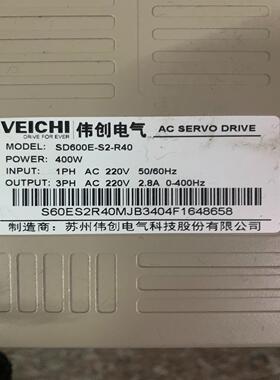 VEICHI 伟创电气 AC SERVO DRIVE
DRIVE FOR EVER
MODEL: SD600E-S2-R40
POWER: 400W
INPUT: 1PH AC 220V 50/60Hz
OUTPUT: 3PH AC 220V 2.8A 0-400Hz
S60ES2R40MJB3404F1648658
制造商：苏州伟创电气科技股份有限公司